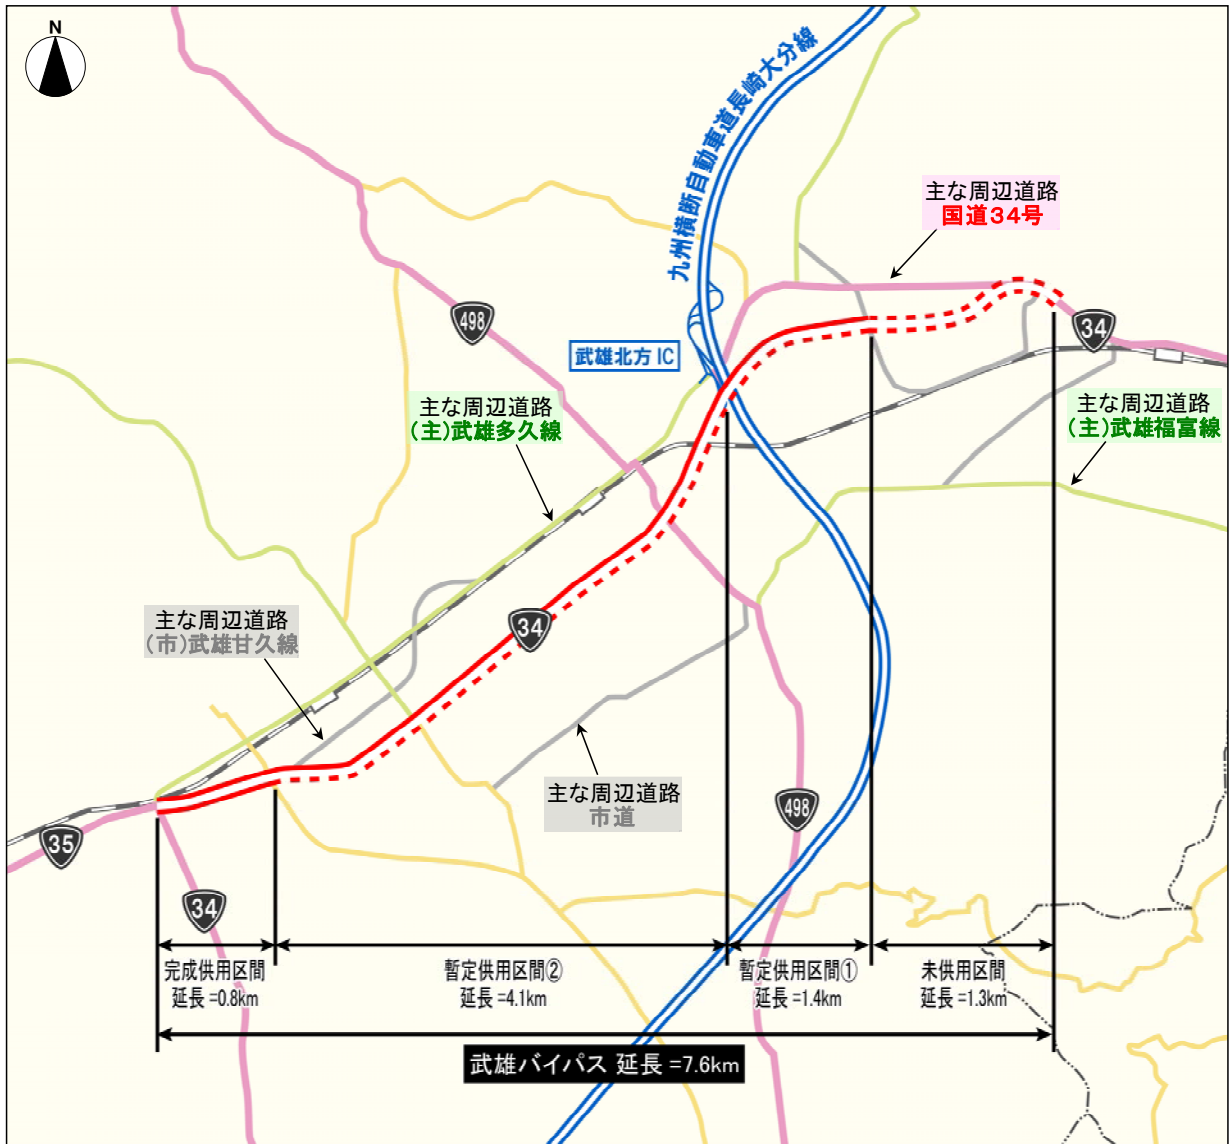 N
九州横断自動車道長崎大分線
主な周辺道路
国道34号
498
34
武雄北方 IC
主な周辺道路
(主)武雄多久線
主な周辺道路
(主)武雄福富線
主な周辺道路
(市)武雄甘久線
34
主な周辺道路
市道
498
35
34
完成供用区間
延長 =0.8km
暫定供用区間②
延長 =4.1km
暫定供用区間①
延長 =1.4km
未供用区間
延長 =1.3km
武雄バイパス 延長 =7.6km